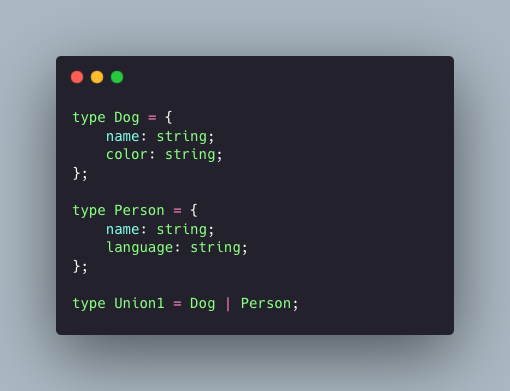 type Dog = {
    name: string;
    color: string;
};

type Person = {
    name: string;
    language: string;
};

type Union1 = Dog | Person;